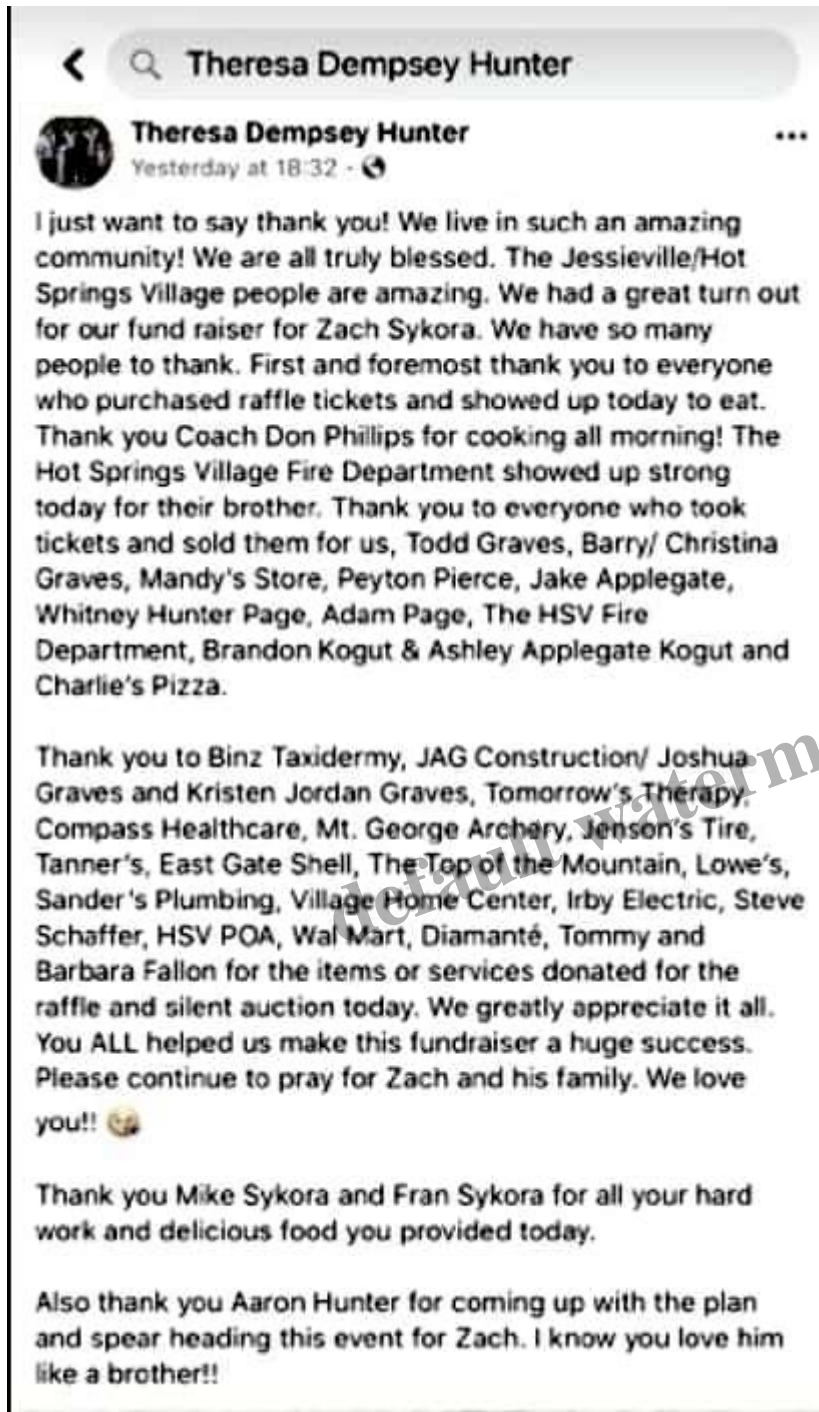 Theresa Dempsey Hunter
Theresa Dempsey Hunter
Yesterday at 18:32 ·
I just want to say thank you! We live in such an amazing
community! We are all truly blessed. The Jessieville/Hot
Springs Village people are amazing. We had a great turn out
for our fund raiser for Zach Sykora. We have so many
people to thank. First and foremost thank you to everyone
who purchased raffle tickets and showed up today to eat.
Thank you Coach Don Phillips for cooking all morning! The
Hot Springs Village Fire Department showed up strong
today for their brother. Thank you to everyone who took
tickets and sold them for us, Todd Graves, Barry/ Christina
Graves, Mandy's Store, Peyton Pierce, Jake Applegate,
Whitney Hunter Page, Adam Page, The HSV Fire
Department, Brandon Kogut & Ashley Applegate Kogut and
Charlie's Pizza.
Thank you to Binz Taxidermy, JAG Construction/ Joshua
Graves and Kristen Jordan Graves, Tomorrow's Therapy,
Compass Healthcare, Mt. George Archery, Jenson's Tire,
Tanner's, East Gate Shell, The Top of the Mountain, Lowe's,
Sander's Plumbing, Village Home Center, Irby Electric, Steve
Schaffer, HSV POA, Wal Mart, Diamanté, Tommy and
Barbara Fallon for the items or services donated for the
raffle and silent auction today. We greatly appreciate it all.
You ALL helped us make this fundraiser a huge success.
Please continue to pray for Zach and his family. We love
you!! 😘
Thank you Mike Sykora and Fran Sykora for all your hard
work and delicious food you provided today.
Also thank you Aaron Hunter for coming up with the plan
and spear heading this event for Zach. I know you love him
like a brother!!
default waterm